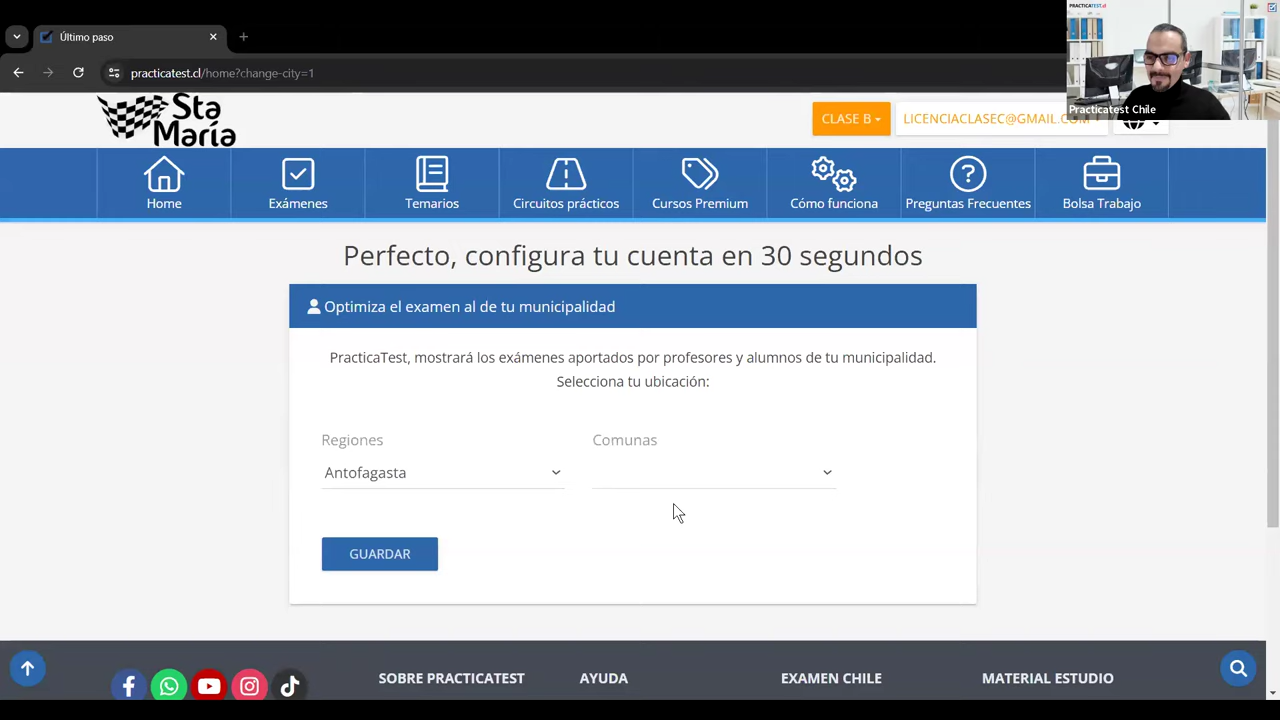 Último paso
practicatest.cl/home?change-city=1
PRACTICATEST.cl
Practicatest Chile
Sta
María
CLASE B
LICENCIACLASEC@GMAIL.COM
Home
Exámenes
Temarios
Circuitos prácticos
Cursos Premium
Cómo funciona
Preguntas Frecuentes
Bolsa Trabajo
Perfecto, configura tu cuenta en 30 segundos
Optimiza el examen al de tu municipalidad
PracticaTest, mostrará los exámenes aportados por profesores y alumnos de tu municipalidad.
Selecciona tu ubicación:
Regiones
Comunas
Antofagasta
GUARDAR
SOBRE PRACTICATEST
AYUDA
EXAMEN CHILE
MATERIAL ESTUDIO